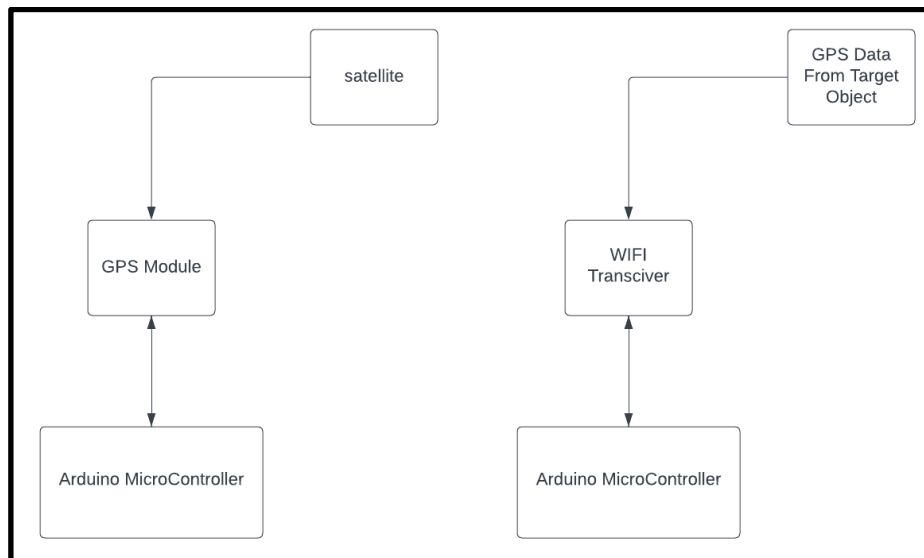 satellite
GPS Data
From Target
Object
GPS Module
WIFI
Transciver
Arduino MicroController
Arduino MicroController